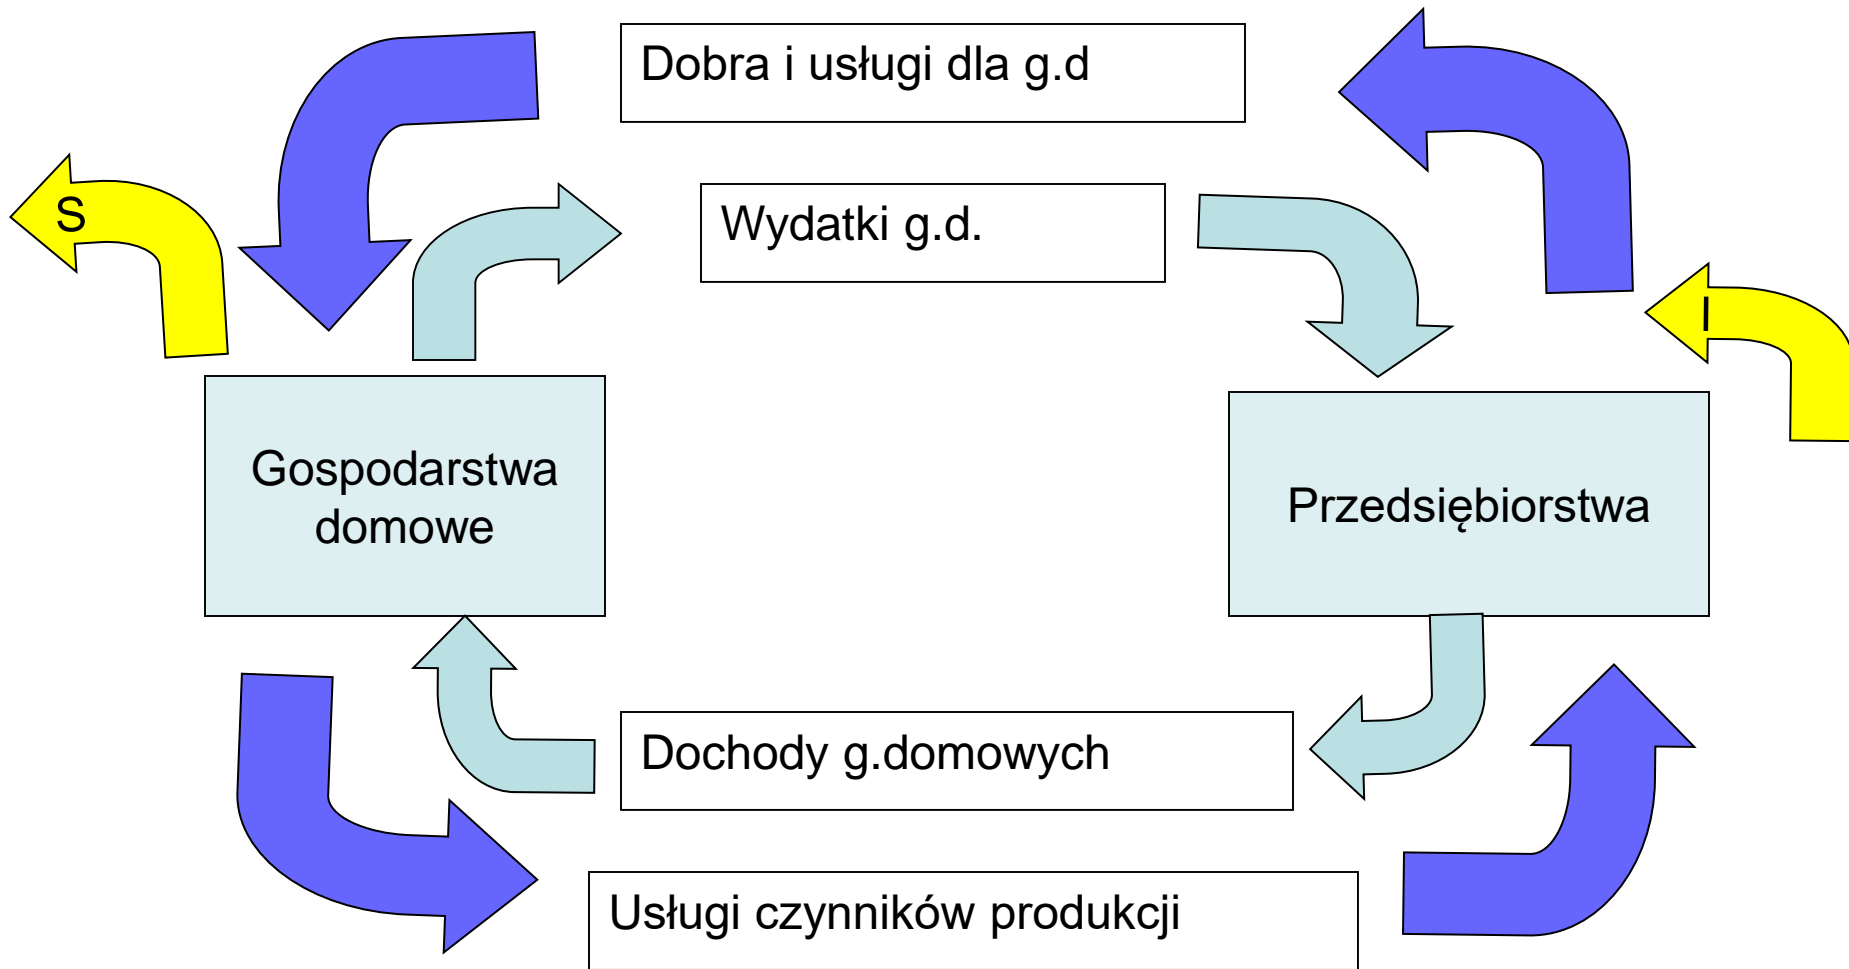 Dobra i usługi dla g.d
S
Wydatki g.d.
I
Gospodarstwa
domowe
Przedsiębiorstwa
Dochody g.domowych
Usługi czynników produkcji